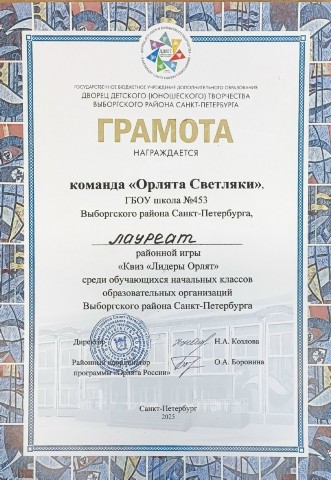 ГОСУДАРСТВЕННОЕ БЮДЖЕТНОЕ УЧРЕЖДЕНИЕ ДОПОЛНИТЕЛЬНОГО ОБРАЗОВАНИЯ
ДВОРЕЦ ДЕТСКОГО (ЮНОШЕСКОГО) ТВОРЧЕСТВА
ВЫБОРГСКОГО РАЙОНА САНКТ-ПЕТЕРБУРГА
ГРАМОТА
НАГРАЖДАЕТСЯ
команда «Орлята Светляки»,
ГБОУ школа №453
Выборгского района Санкт-Петербурга,
лауреат
районной игры
«Квиз «Лидеры Орлят»
среди обучающихся начальных классов
образовательных организаций
Выборгского района Санкт-Петербурга
Директор
Н.А. Козлова
Районный координатор
программы «Орлята России»
О.А. Боровина
Санкт-Петербург
2025